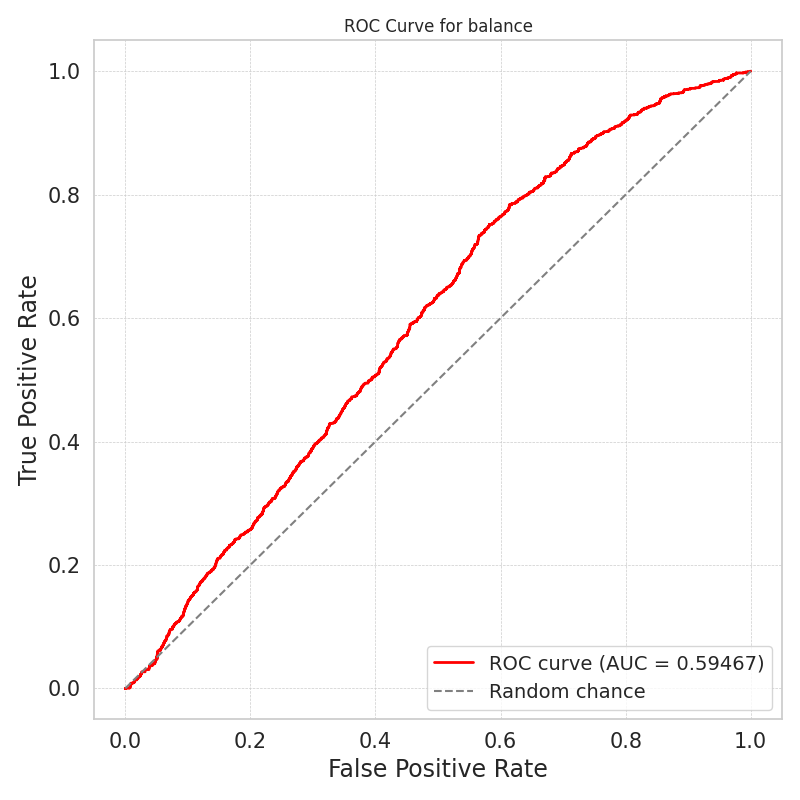 ROC Curve for balance
1.0
0.8
0.6
0.4
0.2
0.0
True Positive Rate
ROC curve (AUC = 0.59467)
Random chance
0.0 0.2 0.4 0.6 0.8 1.0
False Positive Rate